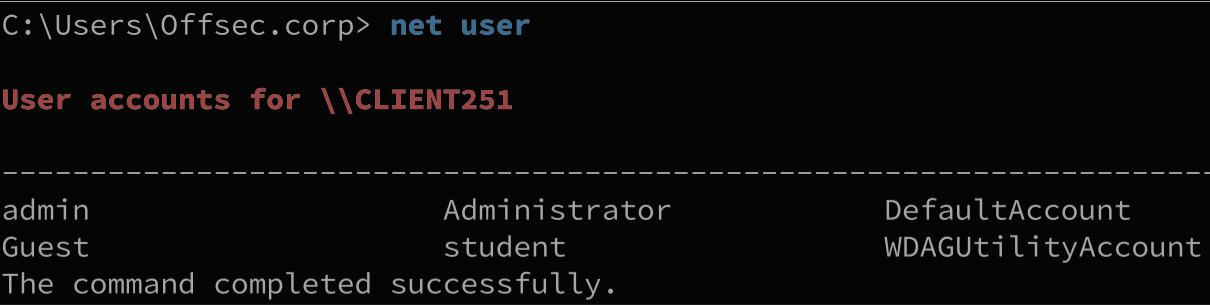 C:\Users\Offsec.corp> net user
User accounts for \\CLIENT251
-------------------------------------------------------------------------------
admin                   Administrator           DefaultAccount
Guest                   student                 WDAGUtilityAccount
The command completed successfully.